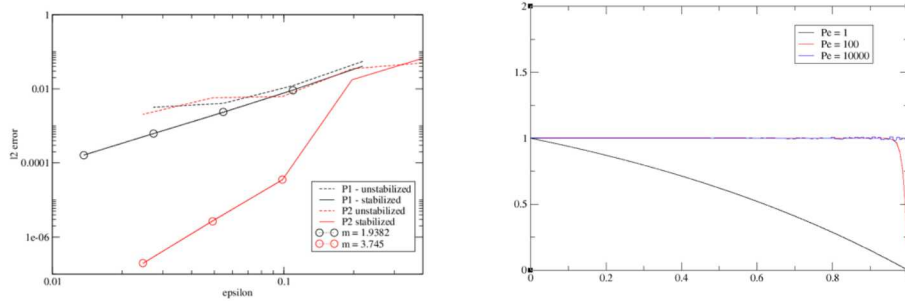 1
0.01
0.0001
1e-06
l2 error
0.01
0.1
epsilon
P1 - unstabilized
P1 - stabilized
P2 unstabilized
P2 stabilized
m = 1.9382
m = 3.745
2
1.5
1
0.5
0
0
0.2
0.4
0.6
0.8
Pe = 1
Pe = 100
Pe = 10000